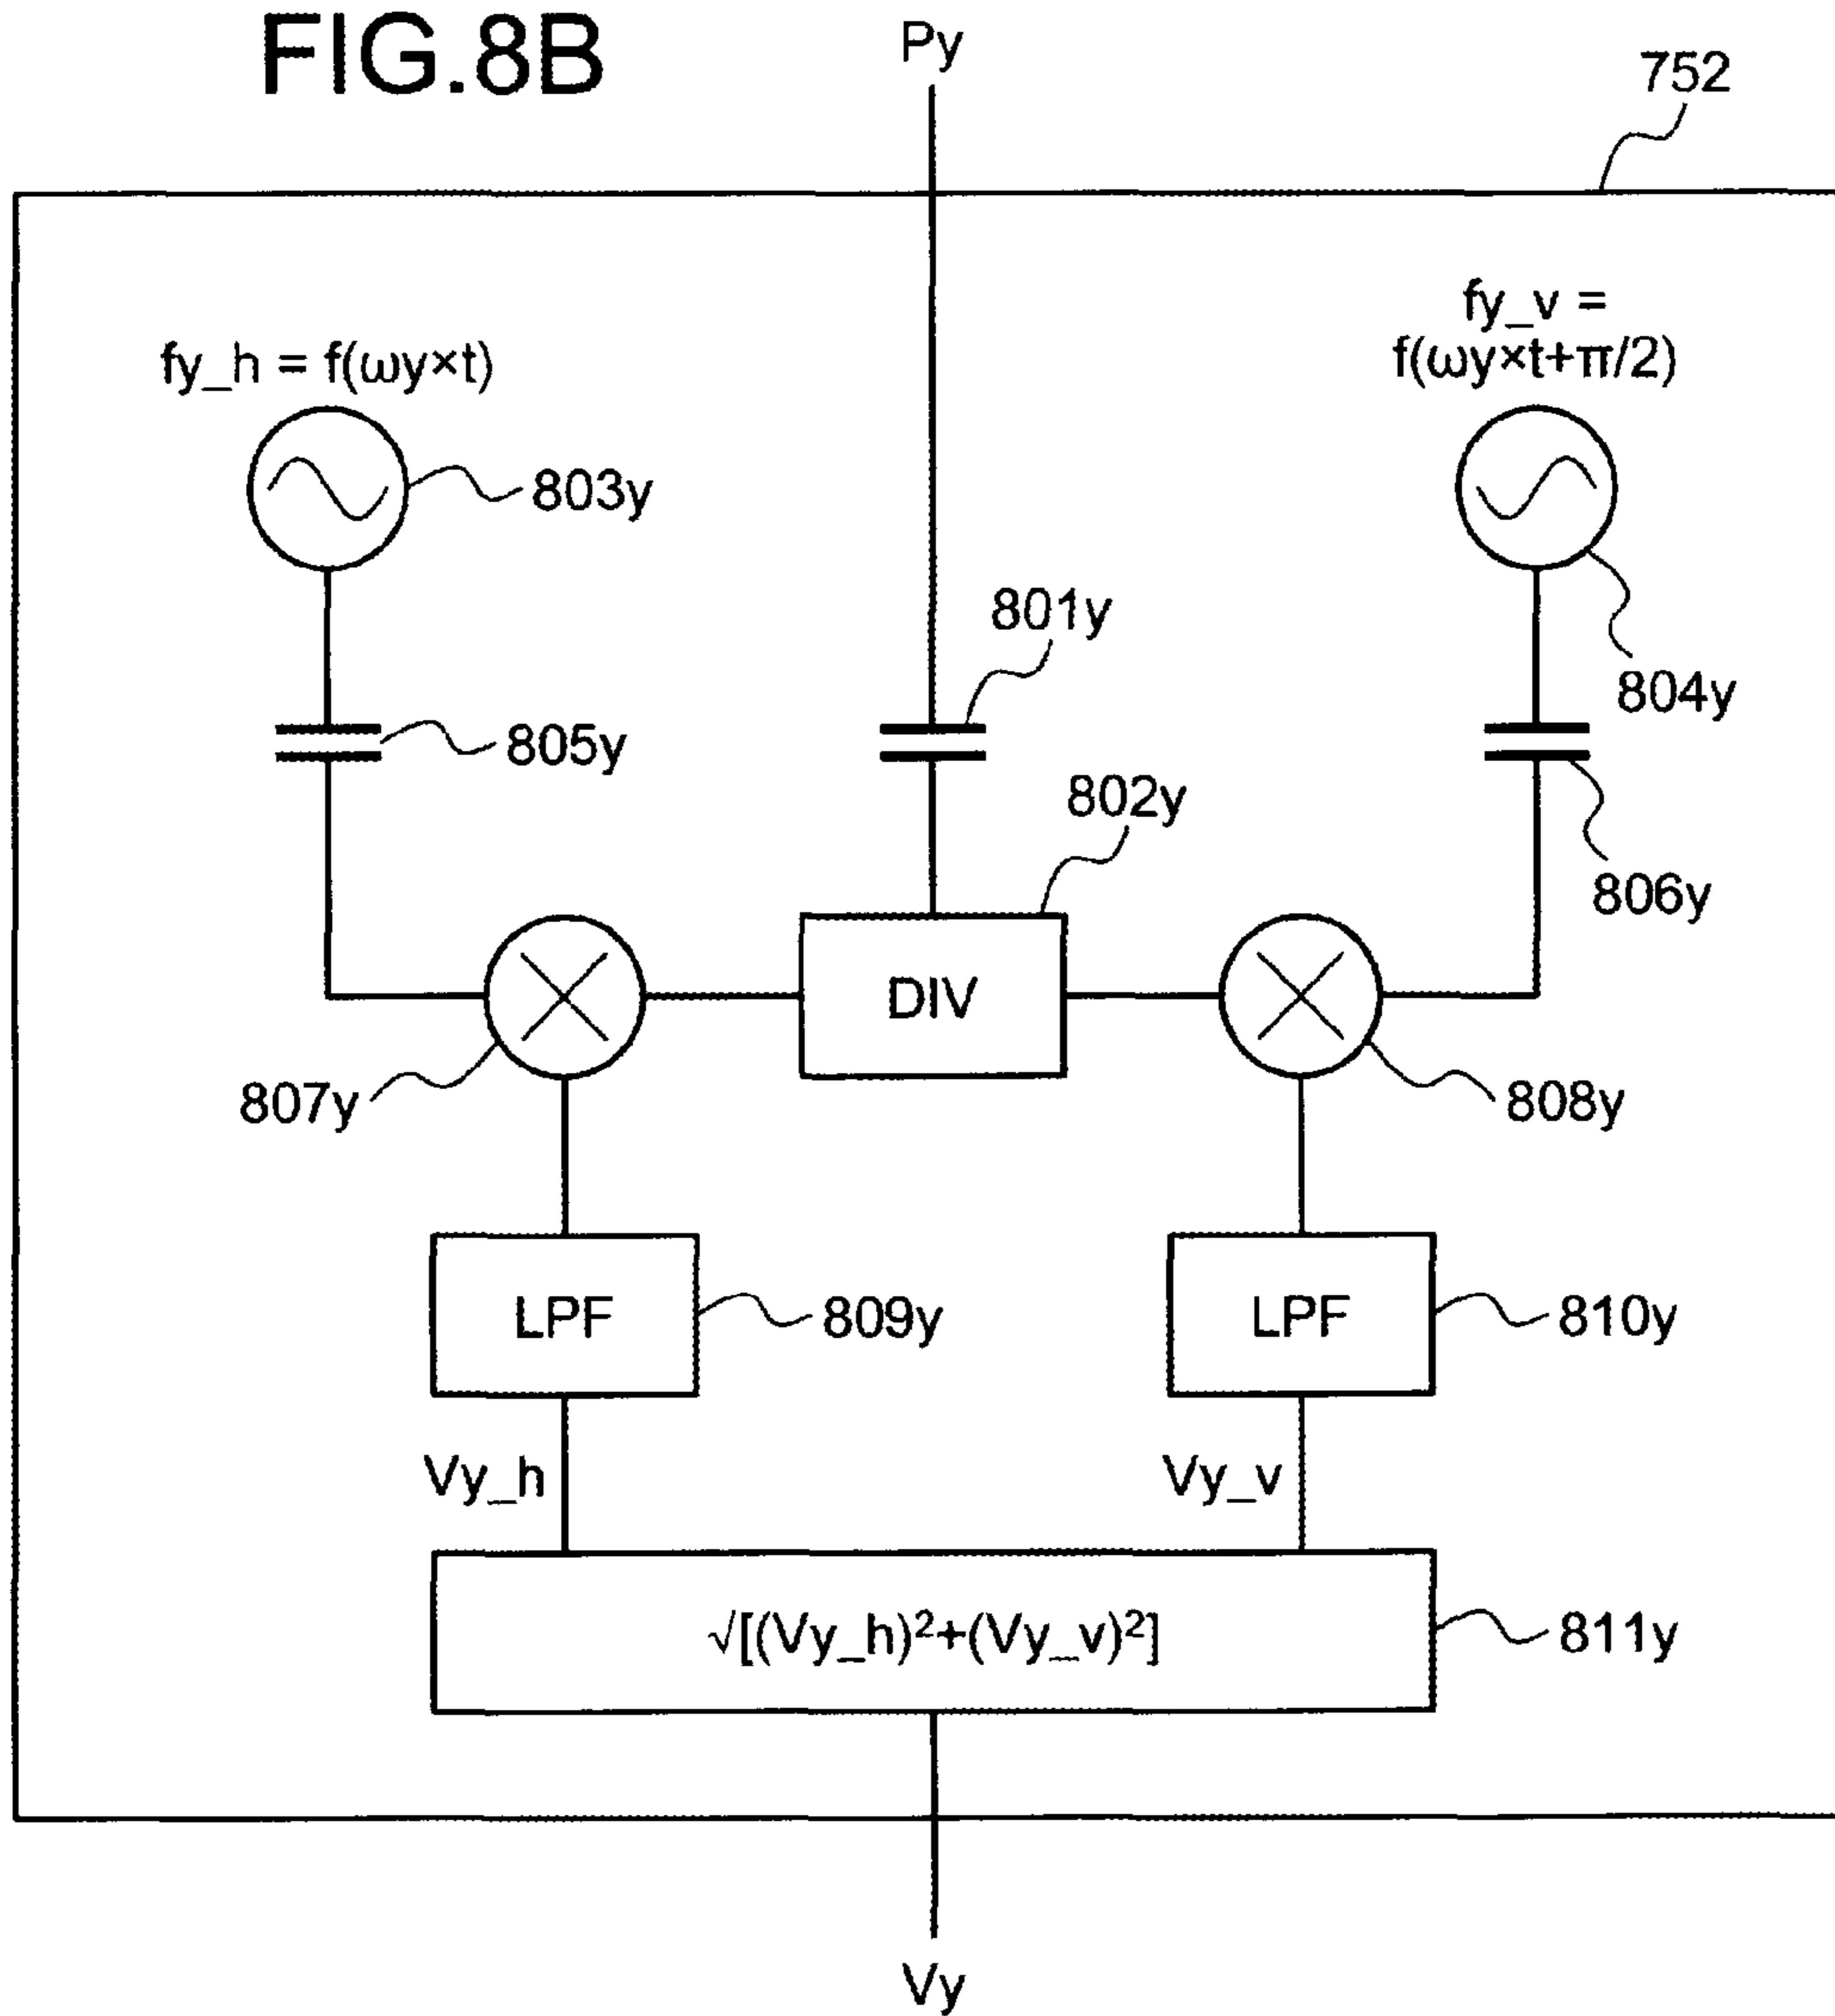 FIG.8B
Py
752
fy_h = f(ωy×t)
fy_v =
f(ωy×t+π/2)
803y
804y
801y
805y
802y
806y
DIV
807y
808y
LPF
809y
LPF
810y
Vy_h
Vy_v
√[(Vy_h)²+(Vy_v)²]
811y
Vy